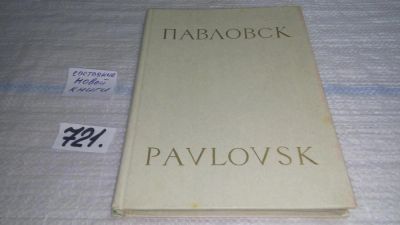 ПАВЛОВСК
СОСТОЯНИЕ
НОВОЙ
КНИГИ
721.
PAVLOVSK